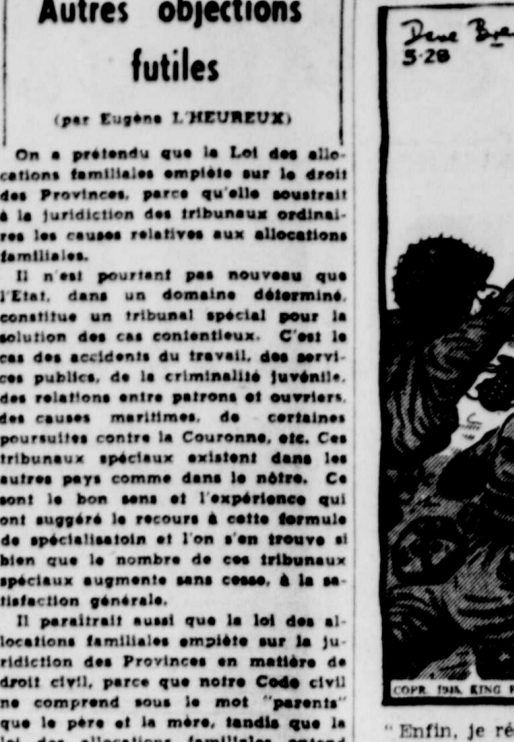 Autres objections
futiles
(par Eugène L'HEUREUX)
On a prétendu que la Loi des allo-
cations familiales empiète sur le droit
des Provinces, parce qu'elle soustrait
à la juridiction des tribunaux ordinai-
res les causes relatives aux allocations
familiales.
Il n'est pourtant pas nouveau que
l'Etat, dans un domaine déterminé,
constitue un tribunal spécial pour la
solution des cas contentieux. C'est le
cas des accidents du travail, des servi-
ces publics, de la criminalité juvénile,
des relations entre patrons et ouvriers,
des causes maritimes, de certaines
poursuites contre la Couronne, etc. Ces
tribunaux spéciaux existent dans les
autres pays comme dans le nôtre. Ce
sont le bon sens et l'expérience qui
ont suggéré le recours à cette formule
de spécialisatoin et l'on s'en trouve si
bien que le nombre de ces tribunaux
spéciaux augmente sans cesse, à la sa-
tisfaction générale.
Il paraîtrait aussi que la loi des al-
locations familiales empiète sur la ju-
ridiction des Provinces en matière de
droit civil, parce que notre Code civil
ne comprend sous le mot "parents"
que le père et la mère, tandis que la
loi des allocations familiales entend
Dave
5-28
COPR. 1945, KING
"Enfin, je ré